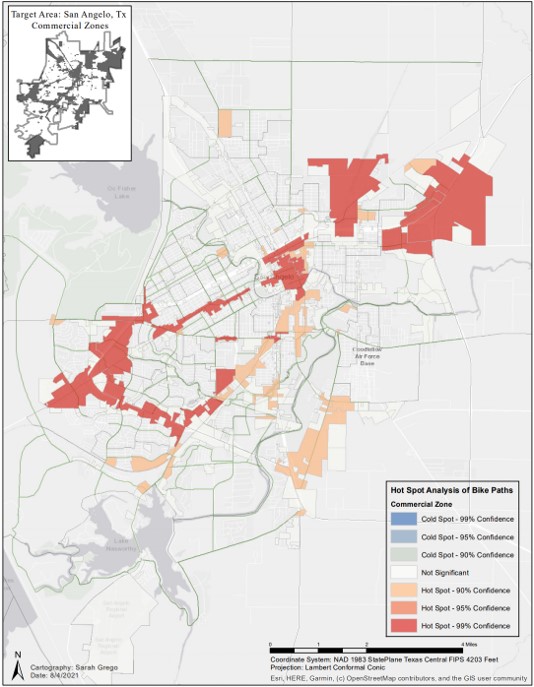 Target Area: San Angelo, Tx
Commercial Zones
Lake
Air Force
Base
Lake
Hot Spot Analysis of Bike Paths
Commercial Zone
Cold Spot - 99% Confidence
Cold Spot - 95% Confidence
Cold Spot - 90% Confidence
Not Significant
Hot Spot - 90% Confidence
Hot Spot - 95% Confidence
Hot Spot - 99% Confidence
N
Cartography: Sarah Grego
Date: 8/4/2021
0 1 2 4 Miles
Coordinate System: NAD 1983 StatePlane Texas Central FIPS 4203 Feet
Projection: Lambert Conformal Conic
Esri, HERE, Garmin, (c) OpenStreetMap contributors, and the GIS user community